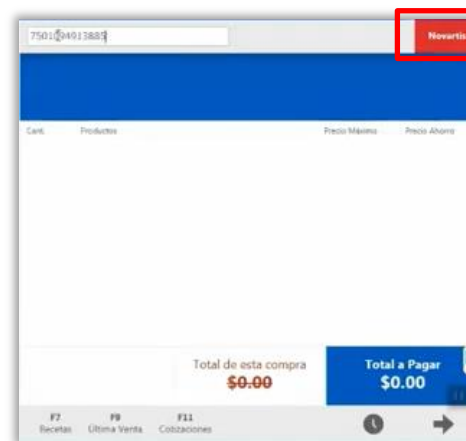 7501094913885
Novartis
Cant. Productos Precio Máximo Precio Ahorro
Total de esta compra
$0.00
Total a Pagar
$0.00
F7 F9 F11
Recetas Última Venta Cotizaciones